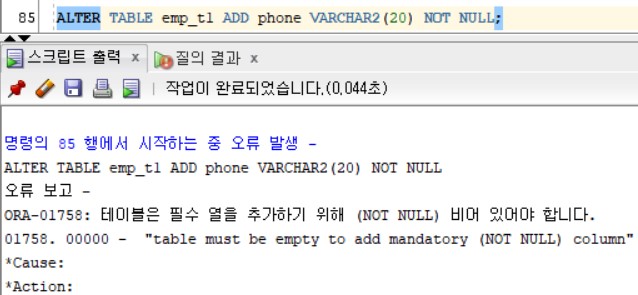 85 ALTER TABLE emp_t1 ADD phone VARCHAR2(20) NOT NULL;
스크립트 출력 x 질의 결과 x
작업이 완료되었습니다.(0,044초)
명령의 85 행에서 시작하는 중 오류 발생 -
ALTER TABLE emp_t1 ADD phone VARCHAR2(20) NOT NULL
오류 보고 -
ORA-01758: 테이블은 필수 열을 추가하기 위해 (NOT NULL) 비어 있어야 합니다.
01758. 00000 - "table must be empty to add mandatory (NOT NULL) column"
*Cause:
*Action: